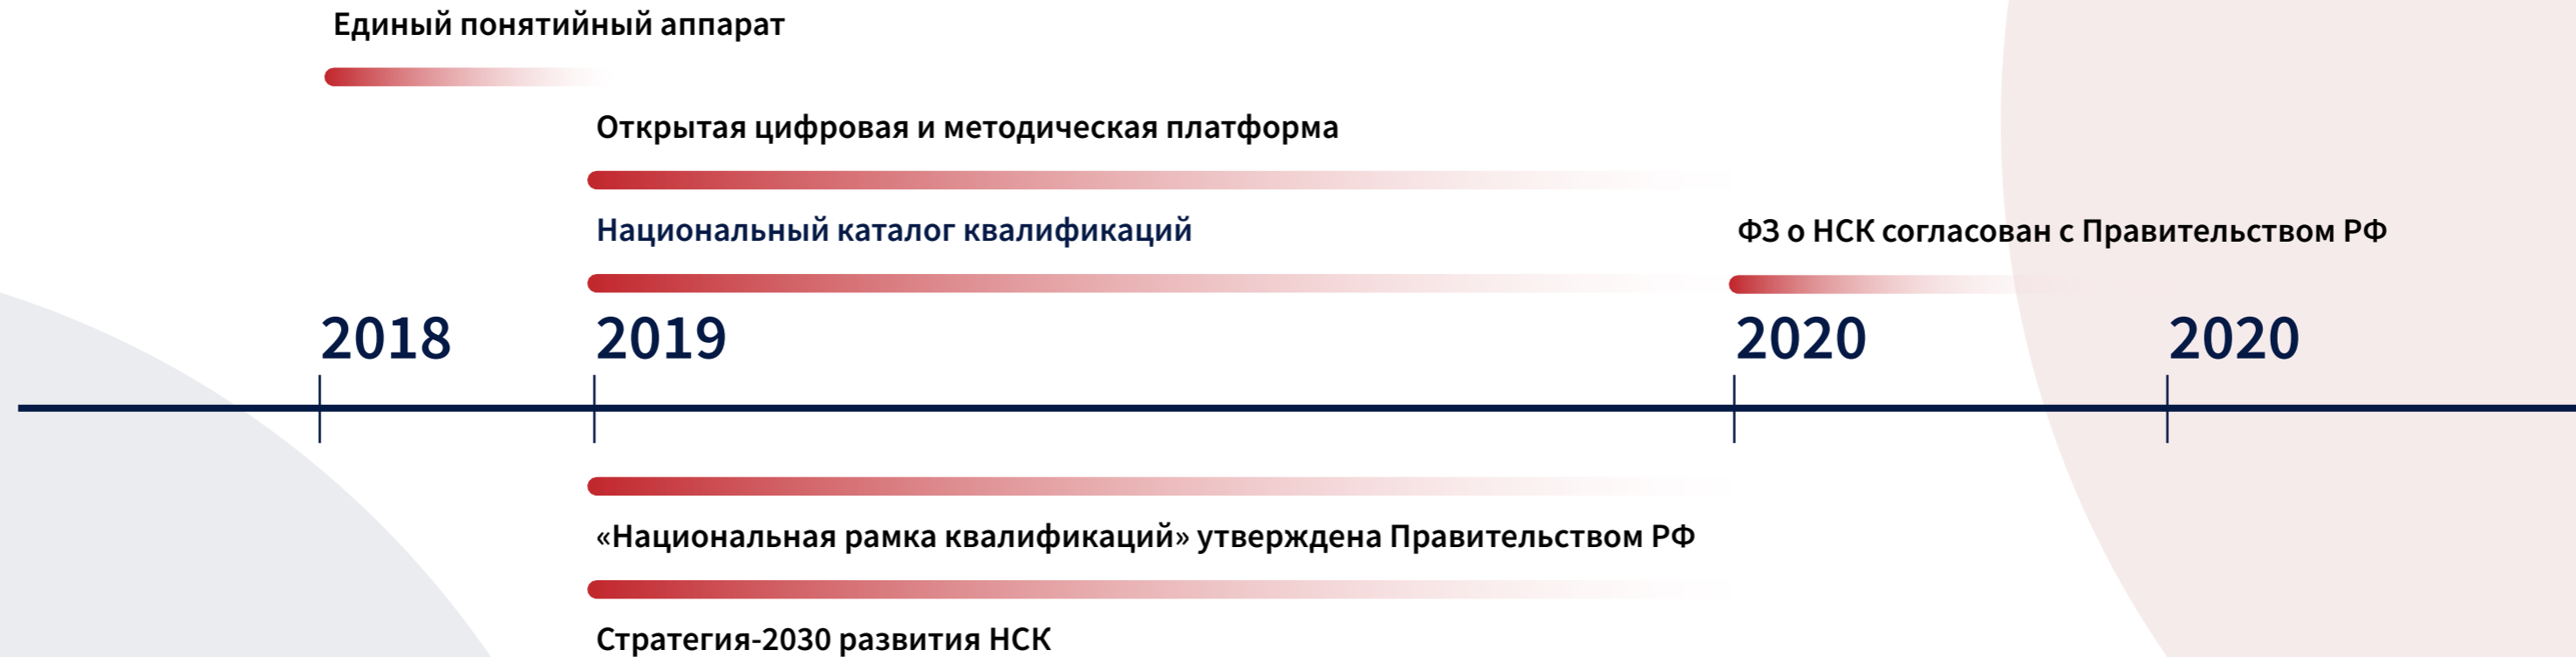 Единый понятийный аппарат
Открытая цифровая и методическая платформа
Национальный каталог квалификаций
ФЗ о НСК согласован с Правительством РФ
2018
2019
2020
2020
«Национальная рамка квалификаций» утверждена Правительством РФ
Стратегия-2030 развития НСК